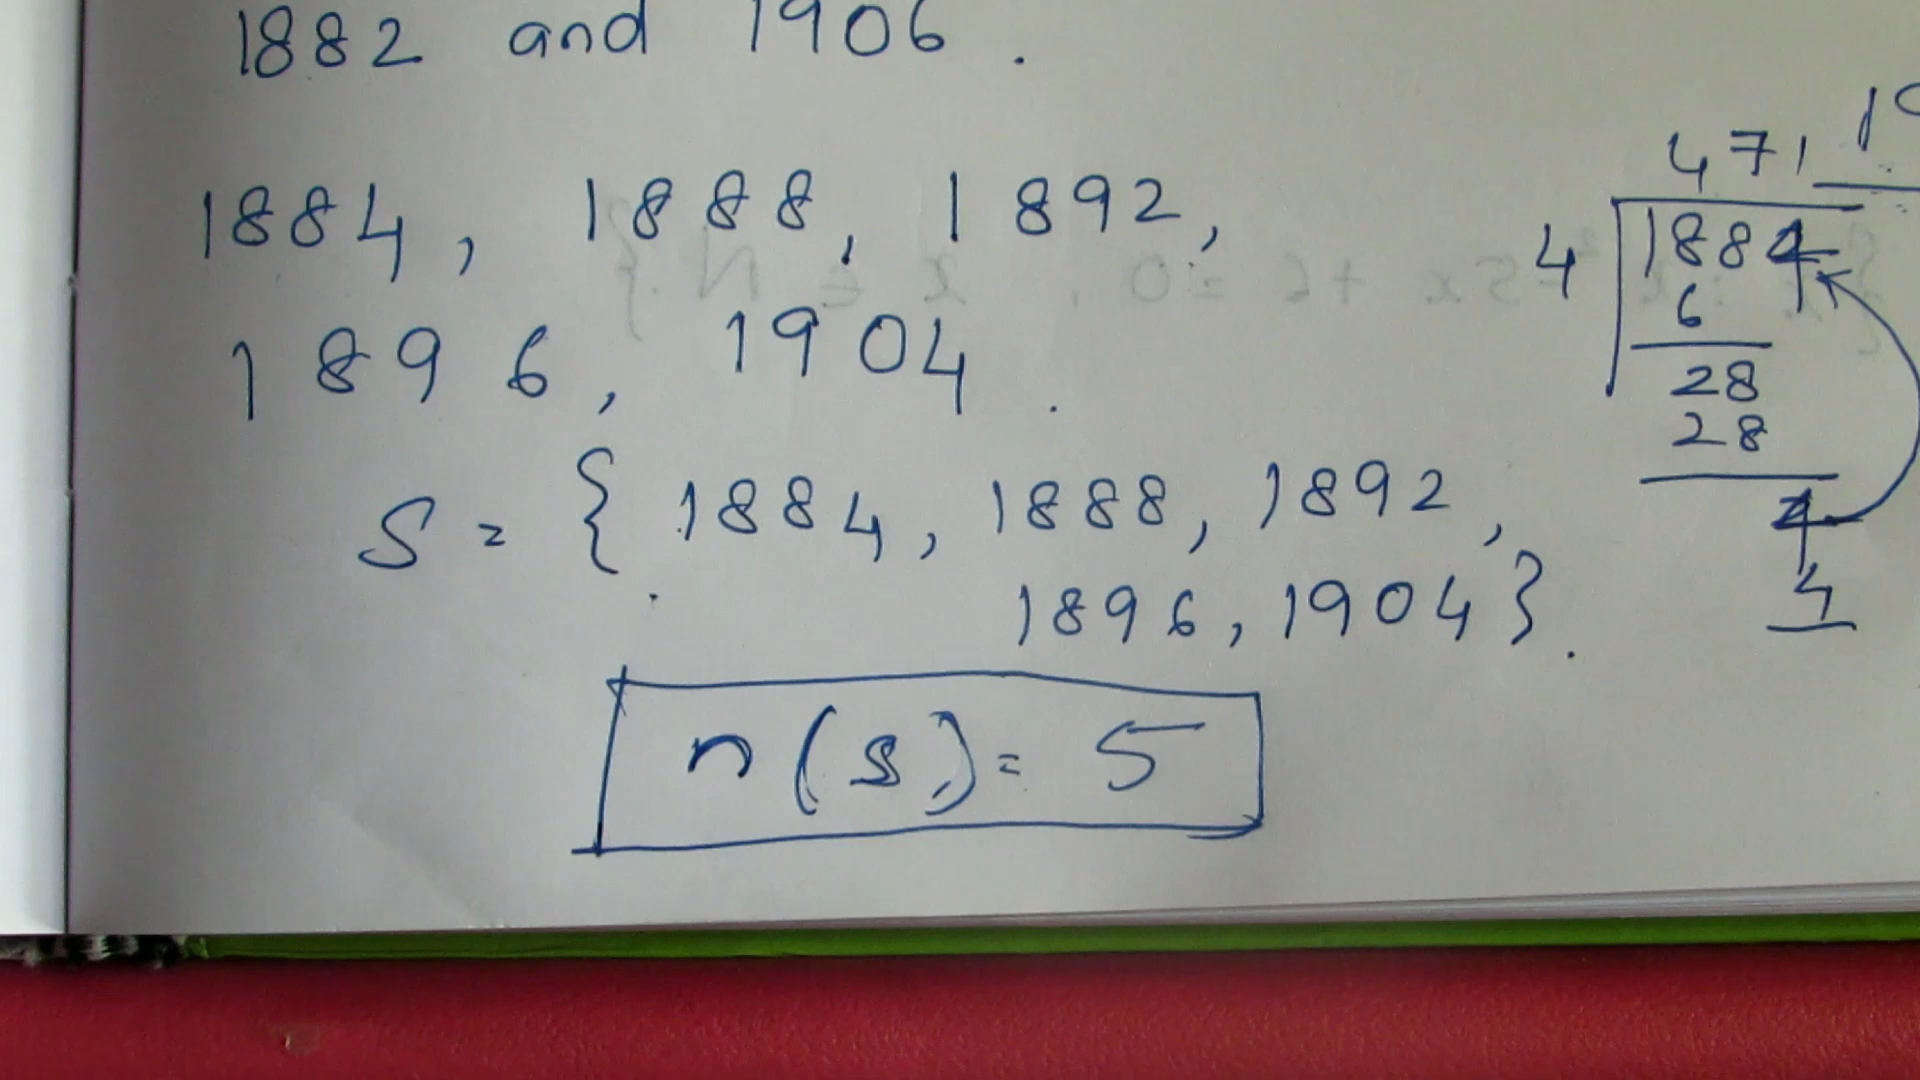 1882 and 1906.
1884, 1888, 1892,
1896, 1904.
S = { 1884, 1888, 1892,
1896, 1904 }.
n(s) = 5
471
4 1884
6
28
28
4
4